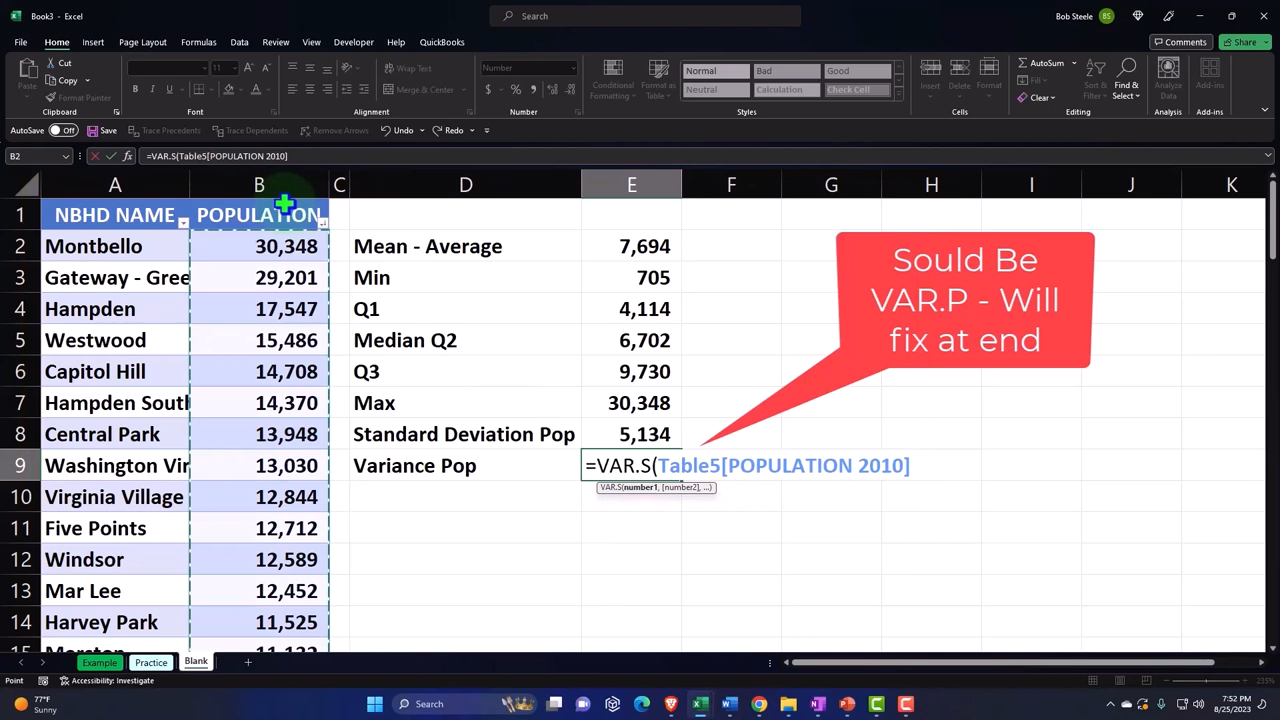 Book3 - Excel
Search
Bob Steele BS
File Home Insert Page Layout Formulas Data Review View Developer Help QuickBooks
Comments Share
Paste
Cut
Copy
Format Painter
Clipboard
11
Font
Wrap Text
Merge & Center
Alignment
Number
Number
Conditional Formatting
Format as Table
Normal Bad Good
Neutral Calculation Check Cell
Styles
Insert Delete Format
Cells
AutoSum
Fill
Clear
Sort & Filter
Find & Select
Editing
Analyze Data
Analysis
Add-ins
Add-ins
AutoSave Off Save Trace Precedents Trace Dependents Remove Arrows Undo Redo
B2 =VAR.S(Table5[POPULATION 2010]
A B C D E F G H I J K
1 NBHD NAME POPULATION
2 Montbello 30,348 Mean - Average 7,694
3 Gateway - Gree 29,201 Min 705
4 Hampden 17,547 Q1 4,114
5 Westwood 15,486 Median Q2 6,702
6 Capitol Hill 14,708 Q3 9,730
7 Hampden South 14,370 Max 30,348
8 Central Park 13,948 Standard Deviation Pop 5,134
9 Washington Vir 13,030 Variance Pop =VAR.S(Table5[POPULATION 2010]
VAR.S(number1, [number2], ...)
10 Virginia Village 12,844
11 Five Points 12,712
12 Windsor 12,589
13 Mar Lee 12,452
14 Harvey Park 11,525
Sould Be
VAR.P - Will
fix at end
Example Practice Blank
Point Accessibility: Investigate 235%
77°F
Sunny
Search
7:52 PM
8/25/2023